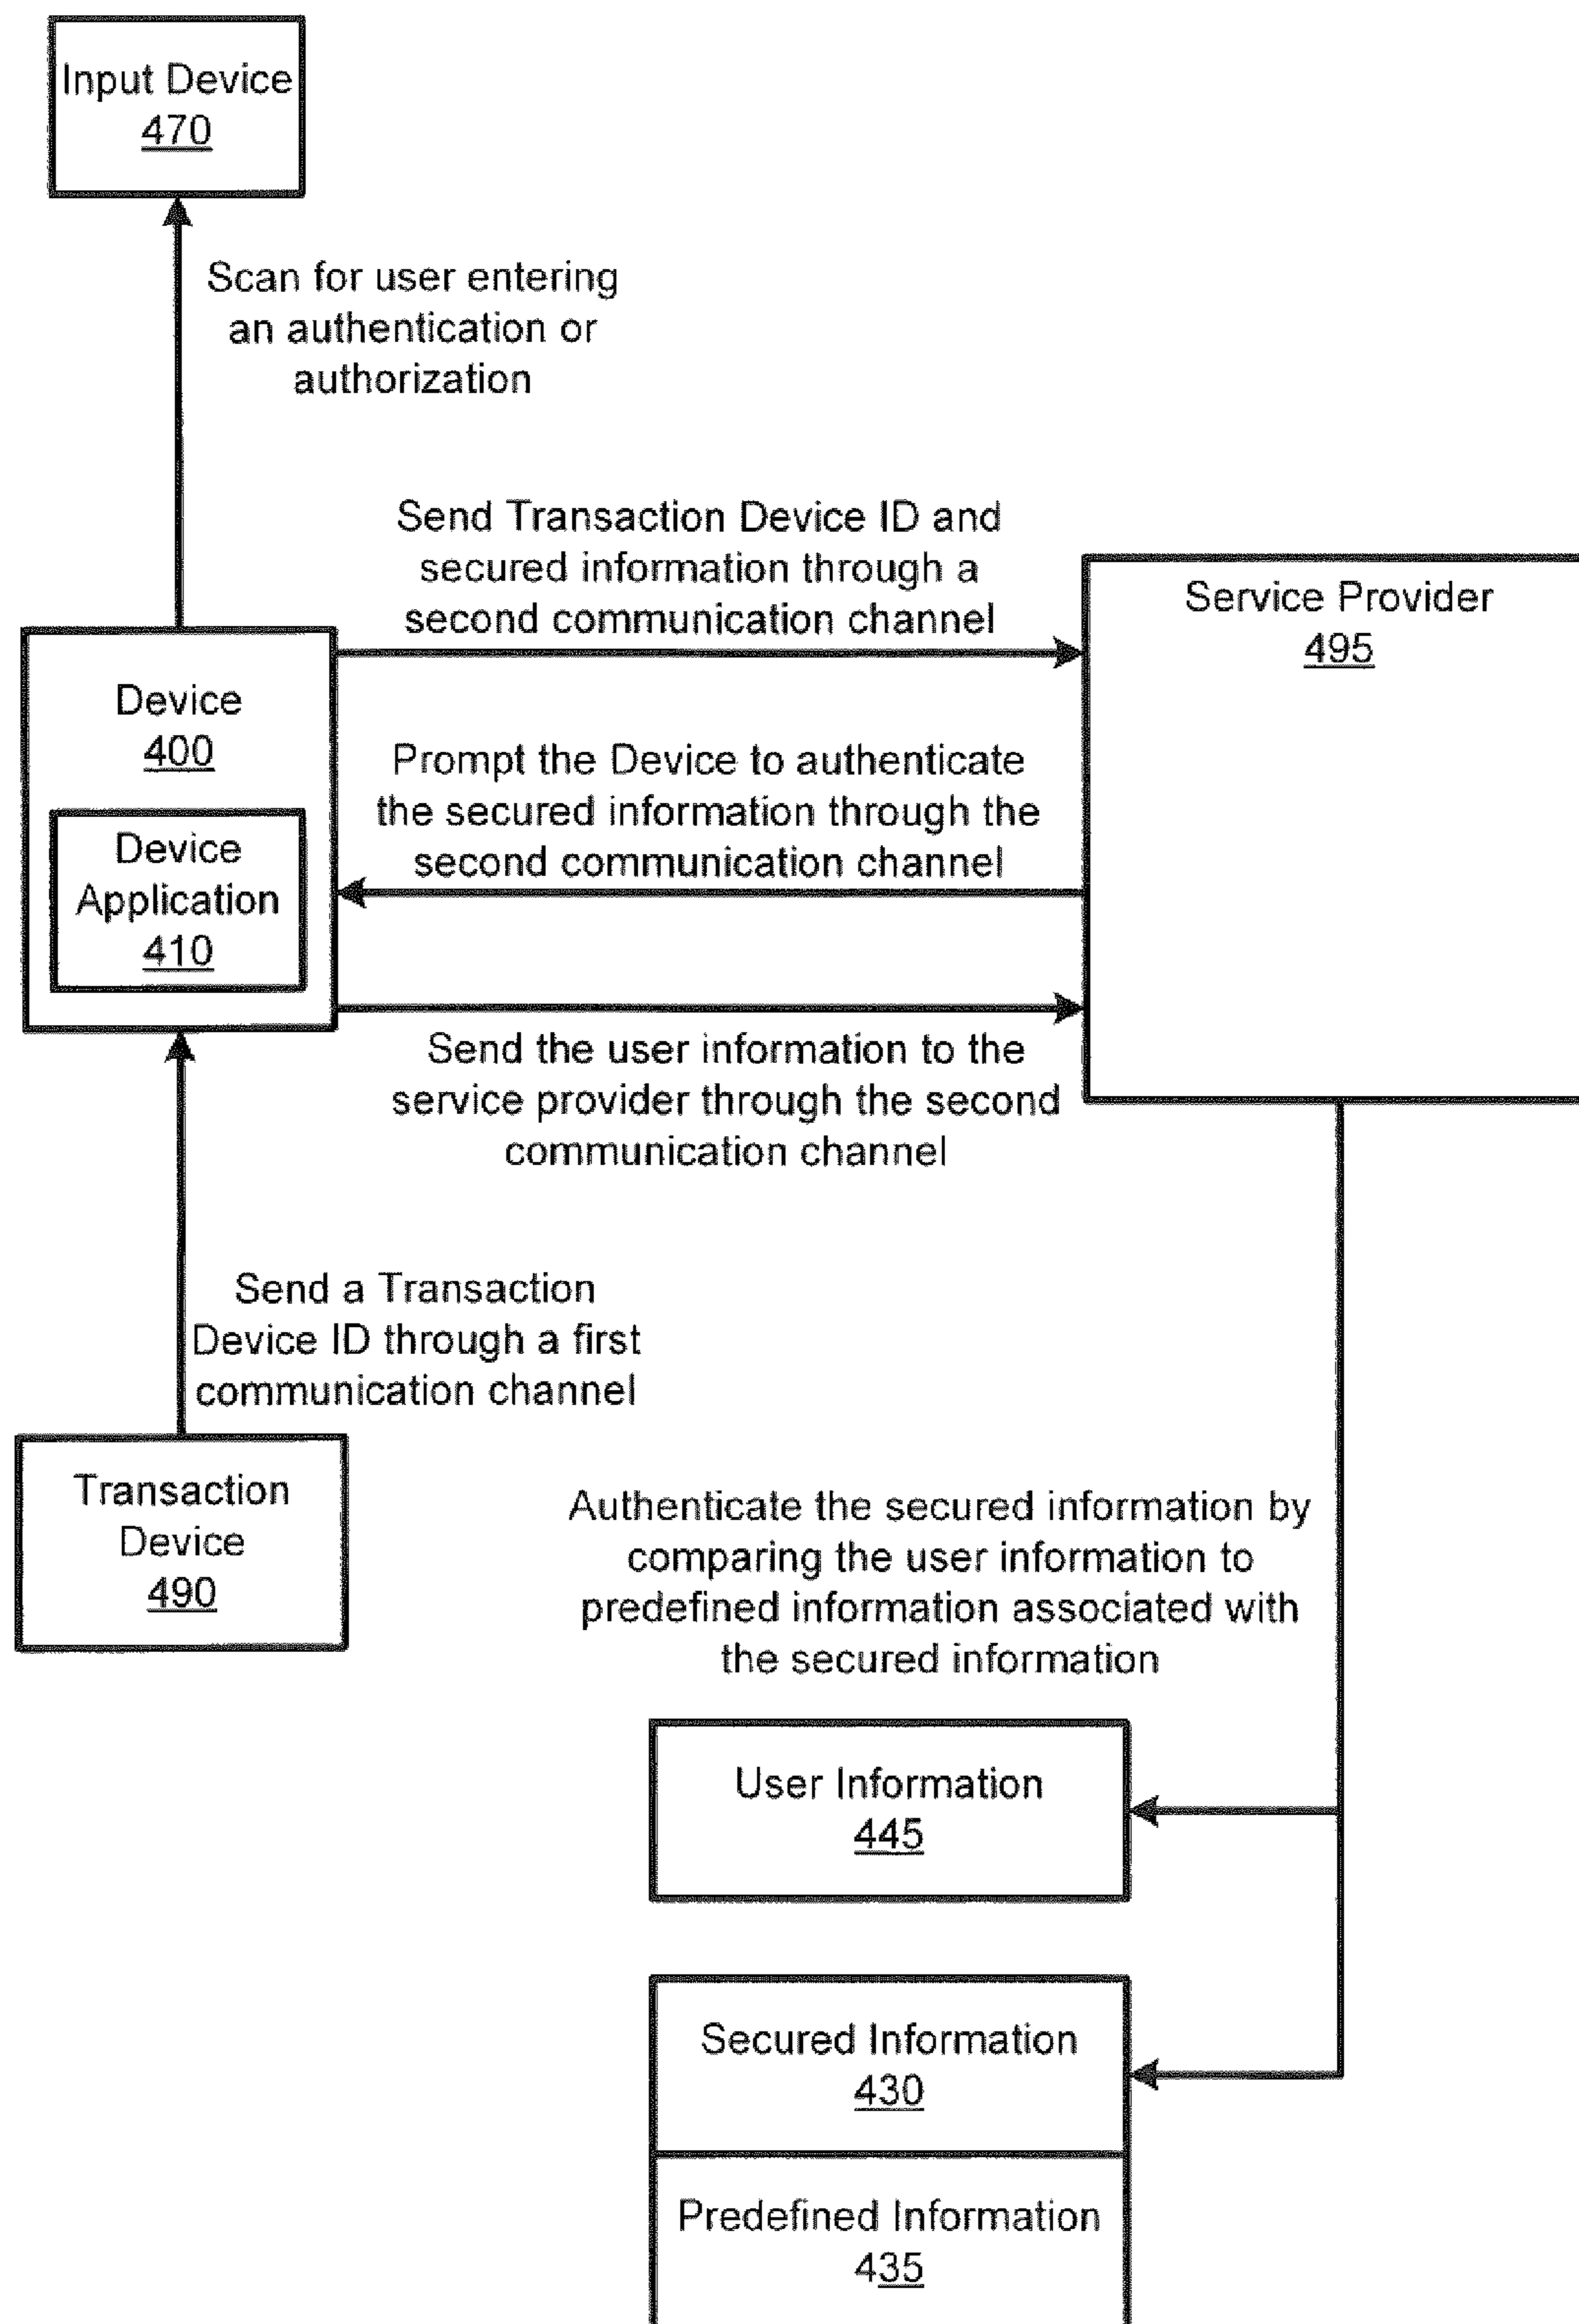 Input Device
470
Scan for user entering
an authentication or
authorization
Send Transaction Device ID and
secured information through a
second communication channel
Service Provider
495
Device
400
Prompt the Device to authenticate
the secured information through the
second communication channel
Device
Application
410
Send the user information to the
service provider through the second
communication channel
Send a Transaction
Device ID through a first
communication channel
Transaction
Device
490
Authenticate the secured information by
comparing the user information to
predefined information associated with
the secured information
User Information
445
Secured Information
430
Predefined Information
435